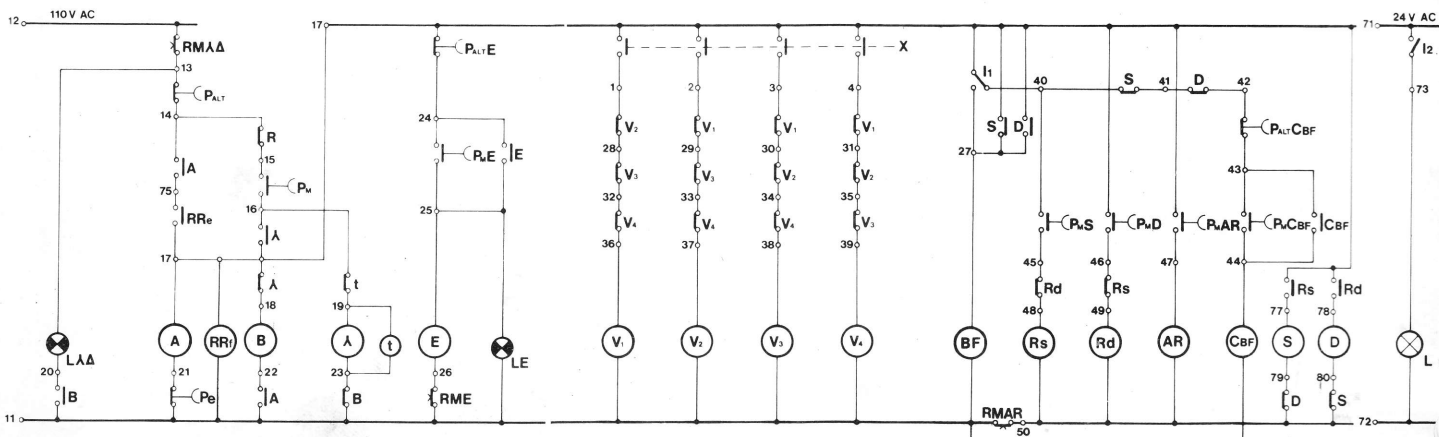 12 110V AC 17 71 24 V AC
RMλΔ PALTE X I2
13 I1 40 S 41 D 42 73
PALT 1 2 3 4
14 24 S D PALTCBF
R V2 V1 V1 V1
A 15 PME E 28 29 30 31 27
75 PM V3 V3 V2 V2 43
RRe 16 25 32 33 34 35
λ V4 V4 V4 V3 PMS PMD PMAR PMCBF CBF
17 36 37 38 39 45 46 47 44
λ t Rd Rs Rs Rd
18 19 48 49 77 78
A RRf B λ t E LE V1 V2 V3 V4 BF Rs Rd AR CBF S D L
LλΔ
20 21 22 23 26 79 80
B Pe A B RME D S
11 RMAR 50 72